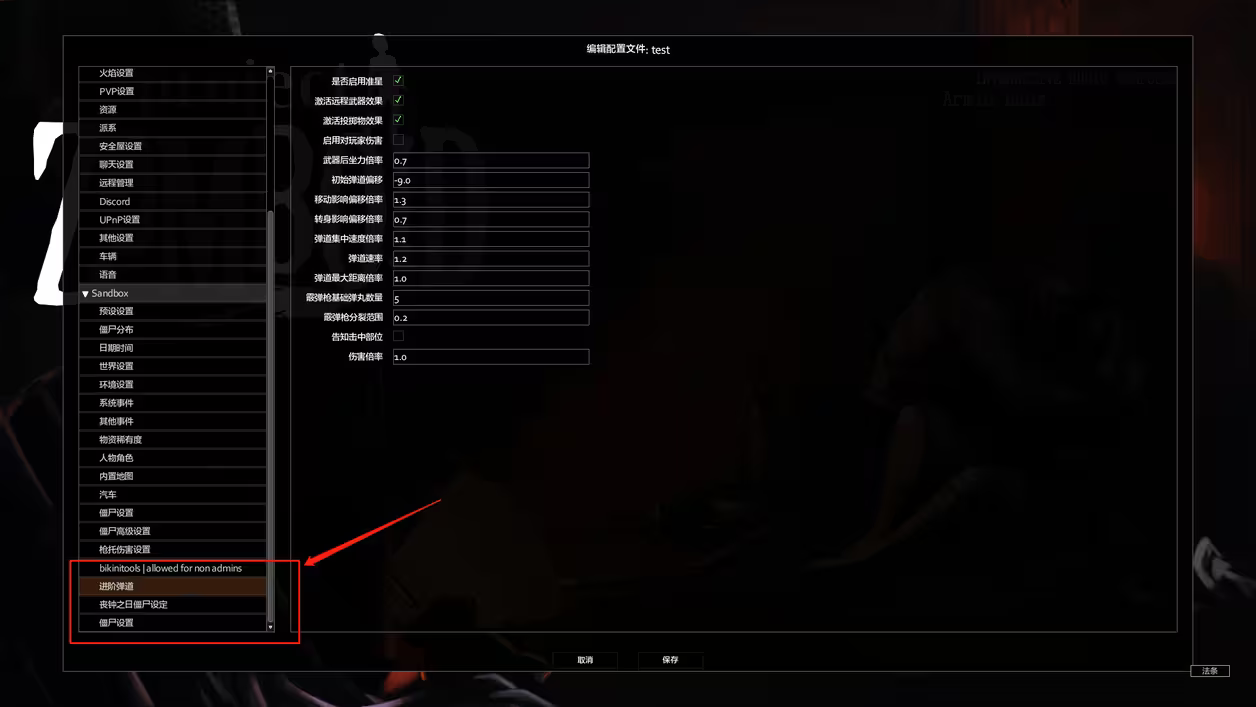 编辑配置文件: test
火焰设置
PVP设置
资源
派系
安全屋设置
聊天设置
远程管理
Discord
UPnP设置
其他设置
车辆
语音
▼ Sandbox
预设设置
僵尸分布
日期时间
世界设置
环境设置
系统事件
其他事件
物资稀有度
人物角色
内置地图
汽车
僵尸设置
僵尸高级设置
枪托伤害设置
bikinitools | allowed for non admins
进阶弹道
丧钟之日僵尸设定
僵尸设置
是否启用准星
激活远程武器效果
激活投掷物效果
启用对玩家伤害
武器后坐力倍率 0.7
初始弹道偏移 -9.0
移动影响偏移倍率 1.3
转身影响偏移倍率 0.7
弹道集中速度倍率 1.1
弹道速率 1.2
弹道最大距离倍率 1.0
霰弹枪基础弹丸数量 5
霰弹枪分裂范围 0.2
告知击中部位
伤害倍率 1.0
取消
保存
法条